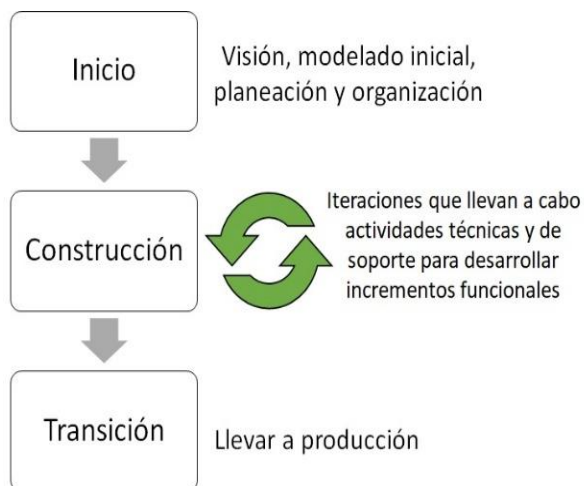 Inicio
Visión, modelado inicial,
planeación y organización
Construcción
Iteraciones que llevan a cabo
actividades técnicas y de
soporte para desarrollar
incrementos funcionales
Transición
Llevar a producción